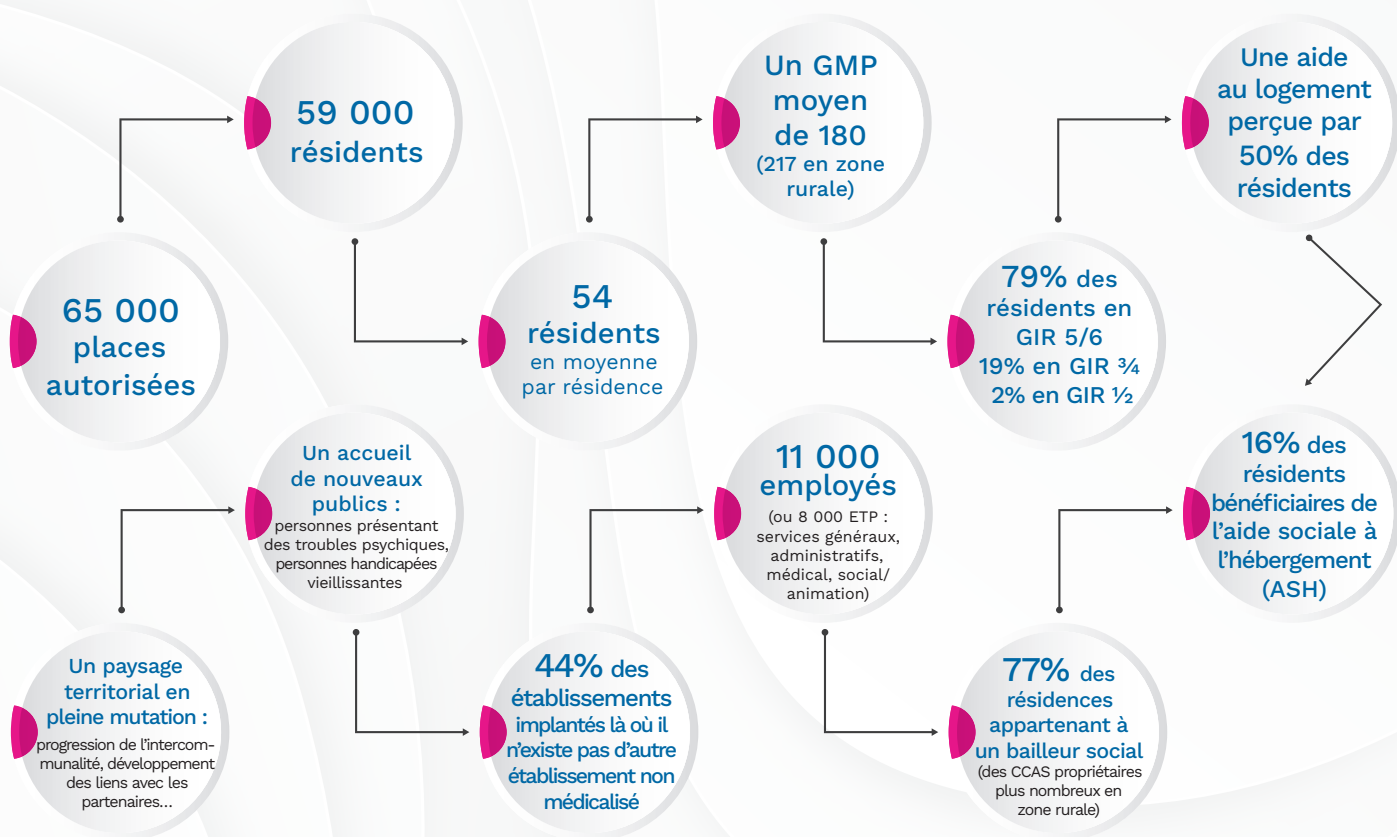 65 000
places
autorisées
59 000
résidents
54
résidents
en moyenne
par résidence
Un GMP
moyen
de 180
(217 en zone
rurale)
79% des
résidents en
GIR 5/6
19% en GIR ¾
2% en GIR ½
Une aide
au logement
perçue par
50% des
résidents
16% des
résidents
bénéficiaires de
l’aide sociale à
l’hébergement
(ASH)
Un paysage
territorial en
pleine mutation :
progression de l’intercom-
munalité, développement
des liens avec les
partenaires…
Un accueil
de nouveaux
publics :
personnes présentant
des troubles psychiques,
personnes handicapées
vieillissantes
44% des
établissements
implantés là où il
n’existe pas d’autre
établissement non
médicalisé
11 000
employés
(ou 8 000 ETP :
services généraux,
administratifs,
médical, social/
animation)
77% des
résidences
appartenant à
un bailleur social
(des CCAS propriétaires
plus nombreux en
zone rurale)